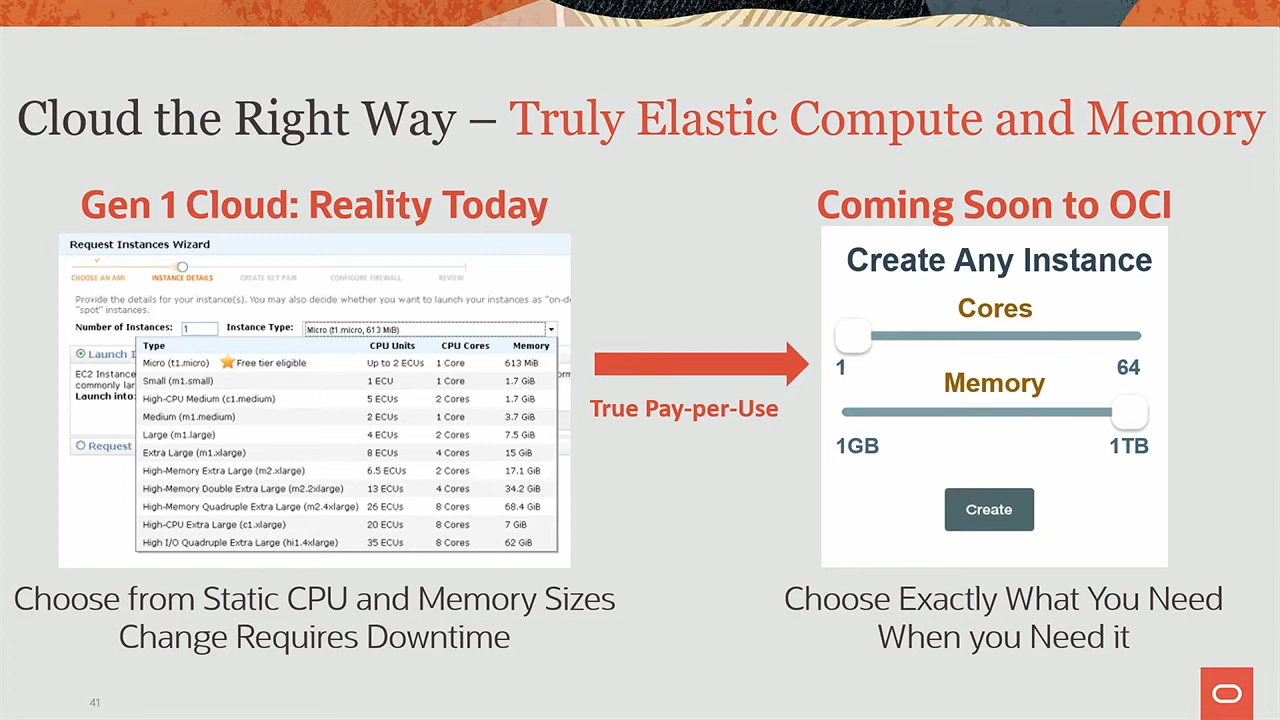 Cloud the Right Way – Truly Elastic Compute and Memory
Gen 1 Cloud: Reality Today
Request Instances Wizard
CHOOSE AN AMI INSTANCE DETAILS CREATE KEY PAIR CONFIGURE FIREWALL REVIEW
Provide the details for your instance(s). You may also decide whether you want to launch your instances as "on-d
"spot" instances.
Number of Instances: 1 Instance Type: Micro (t1.micro, 613 MiB)
Type CPU Units CPU Cores Memory
Micro (t1.micro) Free tier eligible Up to 2 ECUs 1 Core 613 MiB
Small (m1.small) 1 ECU 1 Core 1.7 GiB
High-CPU Medium (c1.medium) 5 ECUs 2 Cores 1.7 GiB
Medium (m1.medium) 2 ECUs 1 Core 3.7 GiB
Large (m1.large) 4 ECUs 2 Cores 7.5 GiB
Extra Large (m1.xlarge) 8 ECUs 4 Cores 15 GiB
High-Memory Extra Large (m2.xlarge) 6.5 ECUs 2 Cores 17.1 GiB
High-Memory Double Extra Large (m2.2xlarge) 13 ECUs 4 Cores 34.2 GiB
High-Memory Quadruple Extra Large (m2.4xlarge) 26 ECUs 8 Cores 68.4 GiB
High-CPU Extra Large (c1.xlarge) 20 ECUs 8 Cores 7 GiB
High I/O Quadruple Extra Large (hi1.4xlarge) 35 ECUs 8 Cores 62 GiB
Launch I
EC2 Instance
commonly lar
Launch into:
Request
Choose from Static CPU and Memory Sizes
Change Requires Downtime
True Pay-per-Use
Coming Soon to OCI
Create Any Instance
Cores
1 64
Memory
1GB 1TB
Create
Choose Exactly What You Need
When you Need it
41